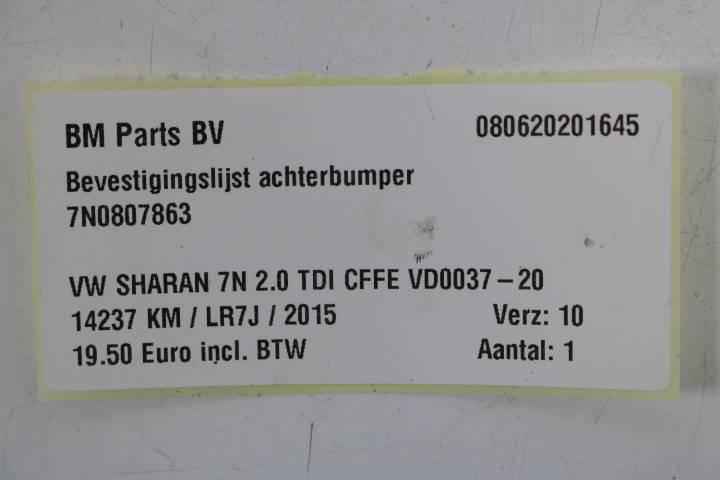 BM Parts BV 080620201645
Bevestigingslijst achterbumper
7N0807863
VW SHARAN 7N 2.0 TDI CFFE VD0037-20
14237 KM / LR7J / 2015 Verz: 10
19.50 Euro incl. BTW Aantal: 1